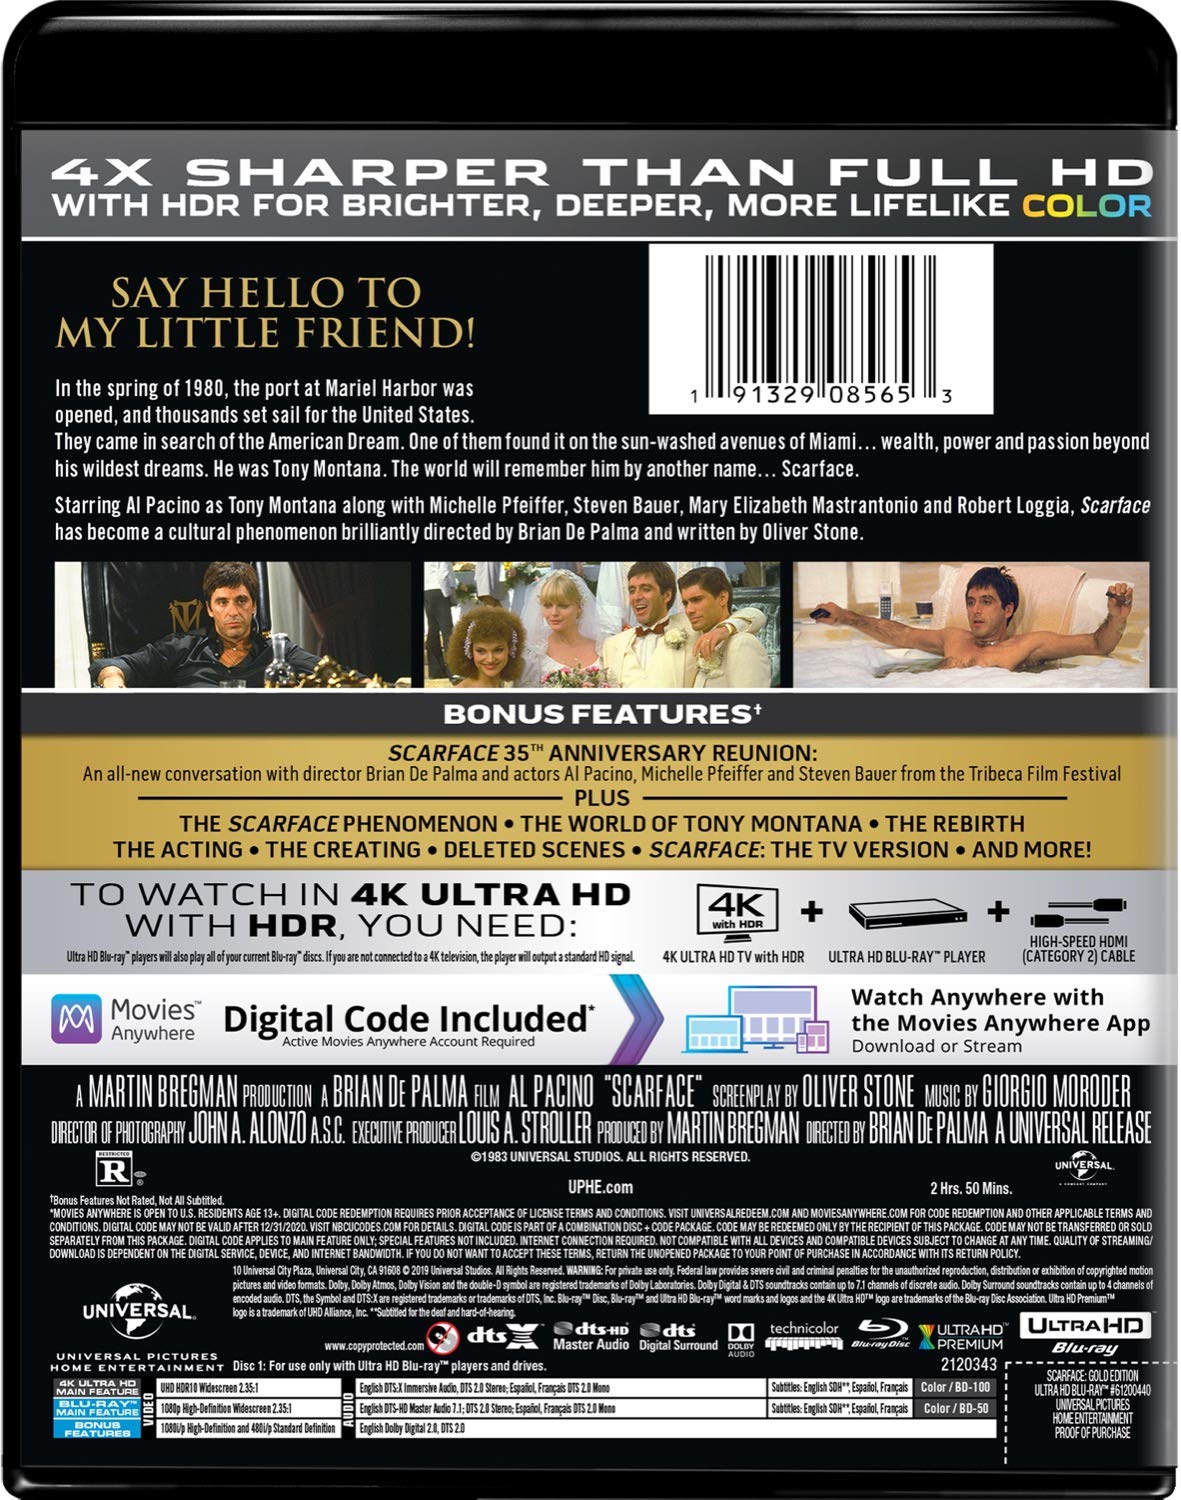 4X SHARPER THAN FULL HD
WITH HDR FOR BRIGHTER, DEEPER, MORE LIFELIKE COLOR
SAY HELLO TO
MY LITTLE FRIEND!
1 91329 08565 3
In the spring of 1980, the port at Mariel Harbor was
opened, and thousands set sail for the United States.
They came in search of the American Dream. One of them found it on the sun-washed avenues of Miami... wealth, power and passion beyond
his wildest dreams. He was Tony Montana. The world will remember him by another name... Scarface.
Starring Al Pacino as Tony Montana along with Michelle Pfeiffer, Steven Bauer, Mary Elizabeth Mastrantonio and Robert Loggia, Scarface
has become a cultural phenomenon brilliantly directed by Brian De Palma and written by Oliver Stone.
TM
BONUS FEATURES†
SCARFACE 35TH ANNIVERSARY REUNION:
An all-new conversation with director Brian De Palma and actors Al Pacino, Michelle Pfeiffer and Steven Bauer from the Tribeca Film Festival
PLUS
THE SCARFACE PHENOMENON • THE WORLD OF TONY MONTANA • THE REBIRTH
THE ACTING • THE CREATING • DELETED SCENES • SCARFACE: THE TV VERSION • AND MORE!
TO WATCH IN 4K ULTRA HD
WITH HDR, YOU NEED:
Ultra HD Blu-ray™ players will also play all of your current Blu-ray™ discs. If you are not connected to a 4K television, the player will output a standard HD signal.
4K
with HDR
+
+
4K ULTRA HD TV with HDR
ULTRA HD BLU-RAY™ PLAYER
HIGH-SPEED HDMI
(CATEGORY 2) CABLE
Movies™
Anywhere
Digital Code Included*
Active Movies Anywhere Account Required
Watch Anywhere with
the Movies Anywhere App
Download or Stream
A MARTIN BREGMAN PRODUCTION A BRIAN DE PALMA FILM AL PACINO "SCARFACE" SCREENPLAY BY OLIVER STONE MUSIC BY GIORGIO MORODER
DIRECTOR OF PHOTOGRAPHY JOHN A. ALONZO A.S.C. EXECUTIVE PRODUCER LOUIS A. STROLLER PRODUCED BY MARTIN BREGMAN DIRECTED BY BRIAN DE PALMA A UNIVERSAL RELEASE
©1983 UNIVERSAL STUDIOS. ALL RIGHTS RESERVED.
RESTRICTED
R
®
UNIVERSAL
A COMCAST COMPANY
UPHE.com
2 Hrs. 50 Mins.
†Bonus Features Not Rated, Not All Subtitled.
*MOVIES ANYWHERE IS OPEN TO U.S. RESIDENTS AGE 13+. DIGITAL CODE REDEMPTION REQUIRES PRIOR ACCEPTANCE OF LICENSE TERMS AND CONDITIONS. VISIT UNIVERSALREDEEM.COM AND MOVIESANYWHERE.COM FOR CODE REDEMPTION AND OTHER APPLICABLE TERMS AND
CONDITIONS. DIGITAL CODE MAY NOT BE VALID AFTER 12/31/2020. VISIT NBCUCODES.COM FOR DETAILS. DIGITAL CODE IS PART OF A COMBINATION DISC + CODE PACKAGE. CODE MAY BE REDEEMED ONLY BY THE RECIPIENT OF THIS PACKAGE. CODE MAY NOT BE TRANSFERRED OR SOLD
SEPARATELY FROM THIS PACKAGE. DIGITAL CODE APPLIES TO MAIN FEATURE ONLY; SPECIAL FEATURES NOT INCLUDED. INTERNET CONNECTION REQUIRED. NOT COMPATIBLE WITH ALL DEVICES AND COMPATIBLE DEVICES SUBJECT TO CHANGE AT ANY TIME. QUALITY OF STREAMING/
DOWNLOAD IS DEPENDENT ON THE DIGITAL SERVICE, DEVICE, AND INTERNET BANDWIDTH. IF YOU DO NOT WANT TO ACCEPT THESE TERMS, RETURN THE UNOPENED PACKAGE TO YOUR POINT OF PURCHASE IN ACCORDANCE WITH ITS RETURN POLICY.
10 Universal City Plaza, Universal City, CA 91608 © 2019 Universal Studios. All Rights Reserved. WARNING: For private use only. Federal law provides severe civil and criminal penalties for the unauthorized reproduction, distribution or exhibition of copyrighted motion
pictures and video formats. Dolby, Dolby Atmos, Dolby Vision and the double-D symbol are registered trademarks of Dolby Laboratories. Dolby Digital & DTS soundtracks contain up to 7.1 channels of discrete audio. Dolby Surround soundtracks contain up to 4 channels of
encoded audio. DTS, the Symbol and DTS:X are registered trademarks or trademarks of DTS, Inc. Blu-ray™ Disc, Blu-ray™ and Ultra HD Blu-ray™ word marks and logos and the 4K Ultra HD™ logo are trademarks of the Blu-ray Disc Association. Ultra HD Premium™
logo is a trademark of UHD Alliance, Inc. **Subtitled for the deaf and hard-of-hearing.
UNIVERSAL
UNIVERSAL PICTURES
HOME ENTERTAINMENT
www.copyprotected.com
dts X
dts-HD
Master Audio
dts
Digital Surround
DOLBY
AUDIO
technicolor
Blu-ray Disc
ULTRA HD
PREMIUM
ULTRA HD
Blu-ray
Disc 1: For use only with Ultra HD Blu-ray™ players and drives.
2120343
4K ULTRA HD
MAIN FEATURE
BLU-RAY™
MAIN FEATURE
BONUS
FEATURES
VIDEO
UHD HDR10 Widescreen 2.35:1
1080p High-Definition Widescreen 2.35:1
1080i/p High-Definition and 480i/p Standard Definition
AUDIO
English DTS:X Immersive Audio, DTS 2.0 Stereo; Español, Français DTS 2.0 Mono
English DTS-HD Master Audio 7.1; DTS 2.0 Stereo; Español, Français DTS 2.0 Mono
English Dolby Digital 2.0, DTS 2.0
Subtitles: English SDH**, Español, Français
Subtitles: English SDH**, Español, Français
Color / BD-100
Color / BD-50
SCARFACE: GOLD EDITION
ULTRA HD BLU-RAY™ #61200440
UNIVERSAL PICTURES
HOME ENTERTAINMENT
PROOF OF PURCHASE